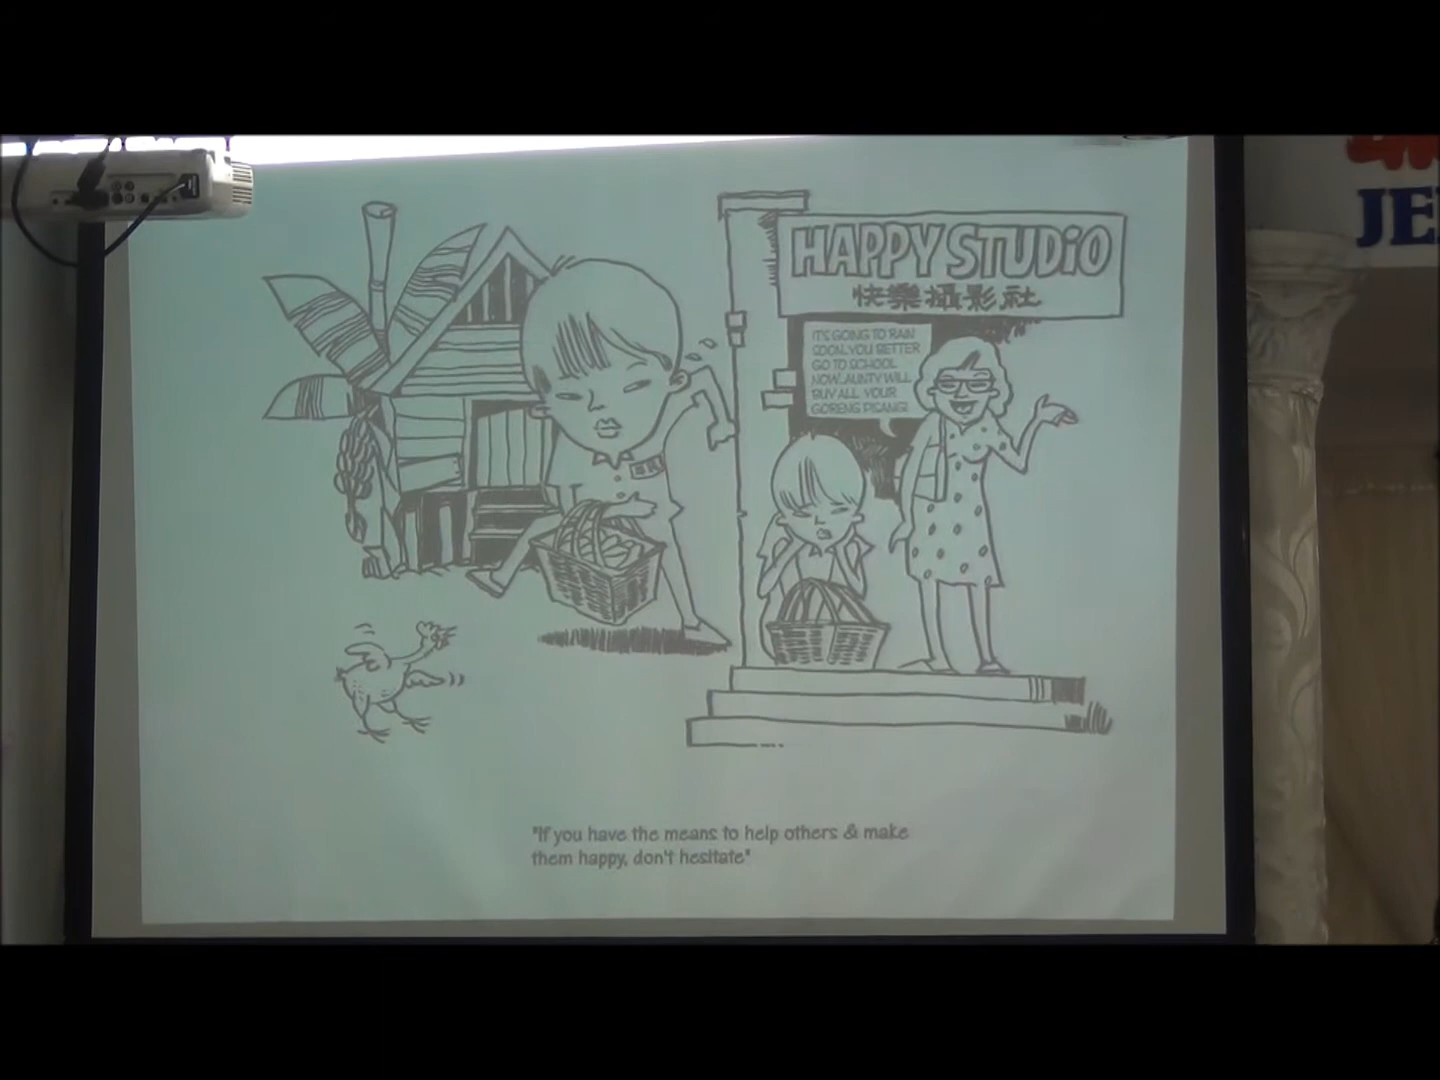 HAPPY STUDiO
快樂攝影社
IT'S GOING TO RAIN
SOON. YOU BETTER
GO TO SCHOOL
NOW. AUNTY WILL
BUY ALL YOUR
GORENG PISANG!
"If you have the means to help others & make
them happy, don't hesitate"
JE